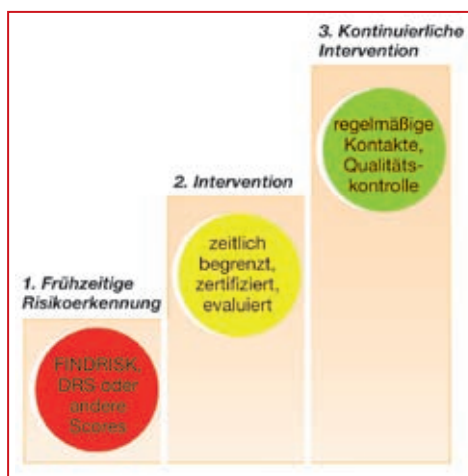 1. Frühzeitige
Risikoerkennung
FINDRISK,
DRS oder
andere
Scores
2. Intervention
zeitlich
begrenzt,
zertifiziert,
evaluiert
3. Kontinuierliche
Intervention
regelmäßige
Kontakte,
Qualitäts-
kontrolle